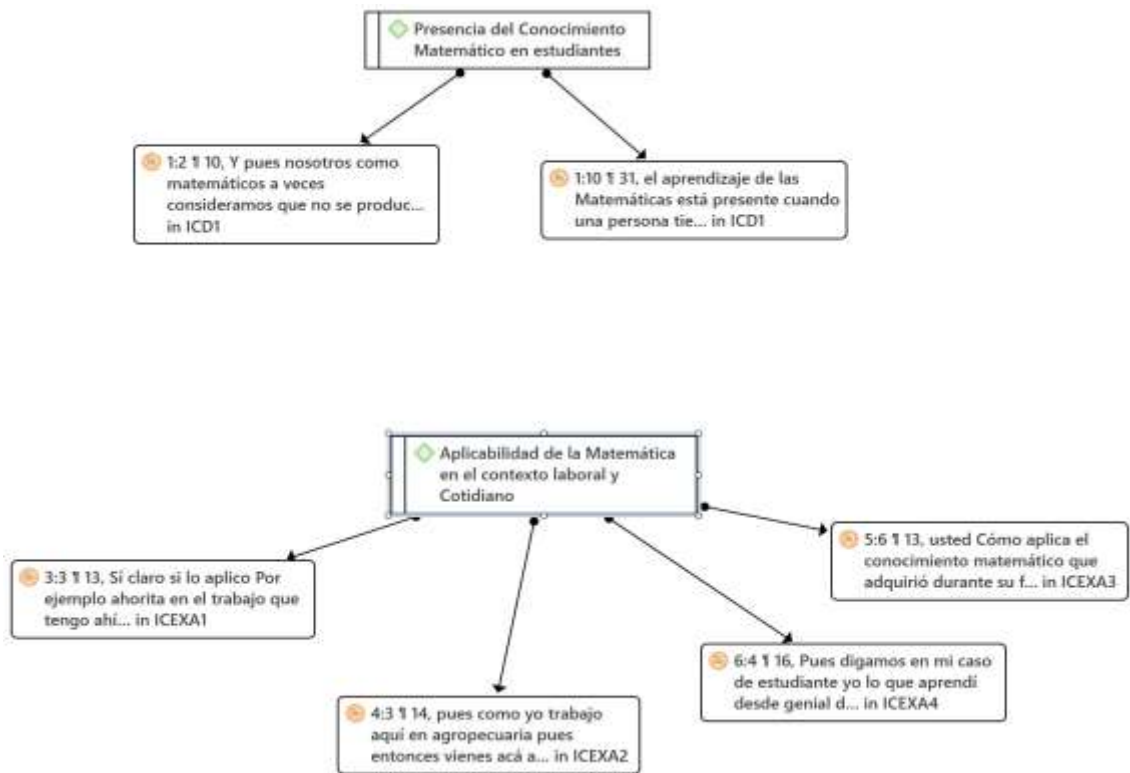 Presencia del Conocimiento
Matemático en estudiantes
1:2 ¶ 10, Y pues nosotros como
matemáticos a veces
consideramos que no se produc...
in ICD1
1:10 ¶ 31, el aprendizaje de las
Matemáticas está presente cuando
una persona tie... in ICD1
Aplicabilidad de la Matemática
en el contexto laboral y
Cotidiano
5:6 ¶ 13, usted Cómo aplica el
conocimiento matemático que
adquirió durante su f... in ICEXA3
3:3 ¶ 13, Sí claro si lo aplico Por
ejemplo ahorita en el trabajo que
tengo ahí... in ICEXA1
6:4 ¶ 16, Pues digamos en mi caso
de estudiante yo lo que aprendí
desde genial d... in ICEXA4
4:3 ¶ 14, pues como yo trabajo
aquí en agropecuaria pues
entonces vienes acá a... in ICEXA2